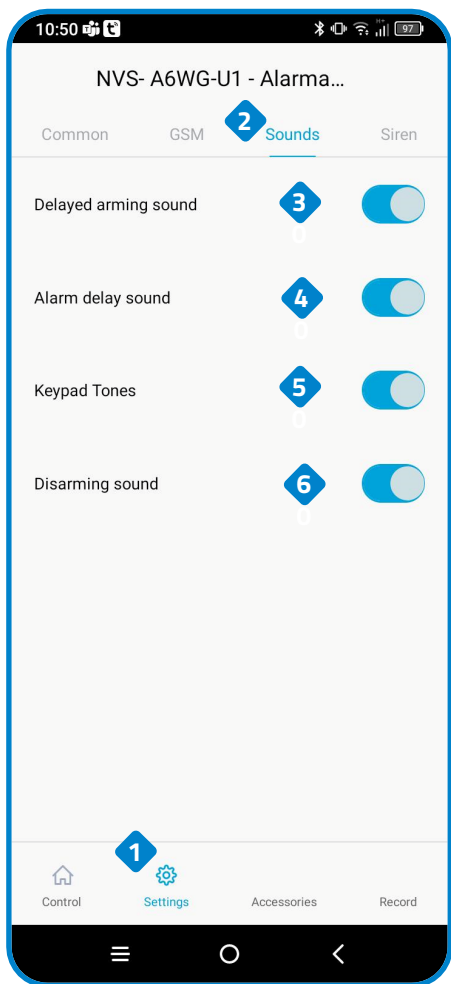 10:50
97
NVS- A6WG-U1 - Alarma...
Common GSM 2 Sounds Siren
Delayed arming sound 3
0
Alarm delay sound 4
0
Keypad Tones 5
0
Disarming sound 6
0
1
Control Settings Accessories Record